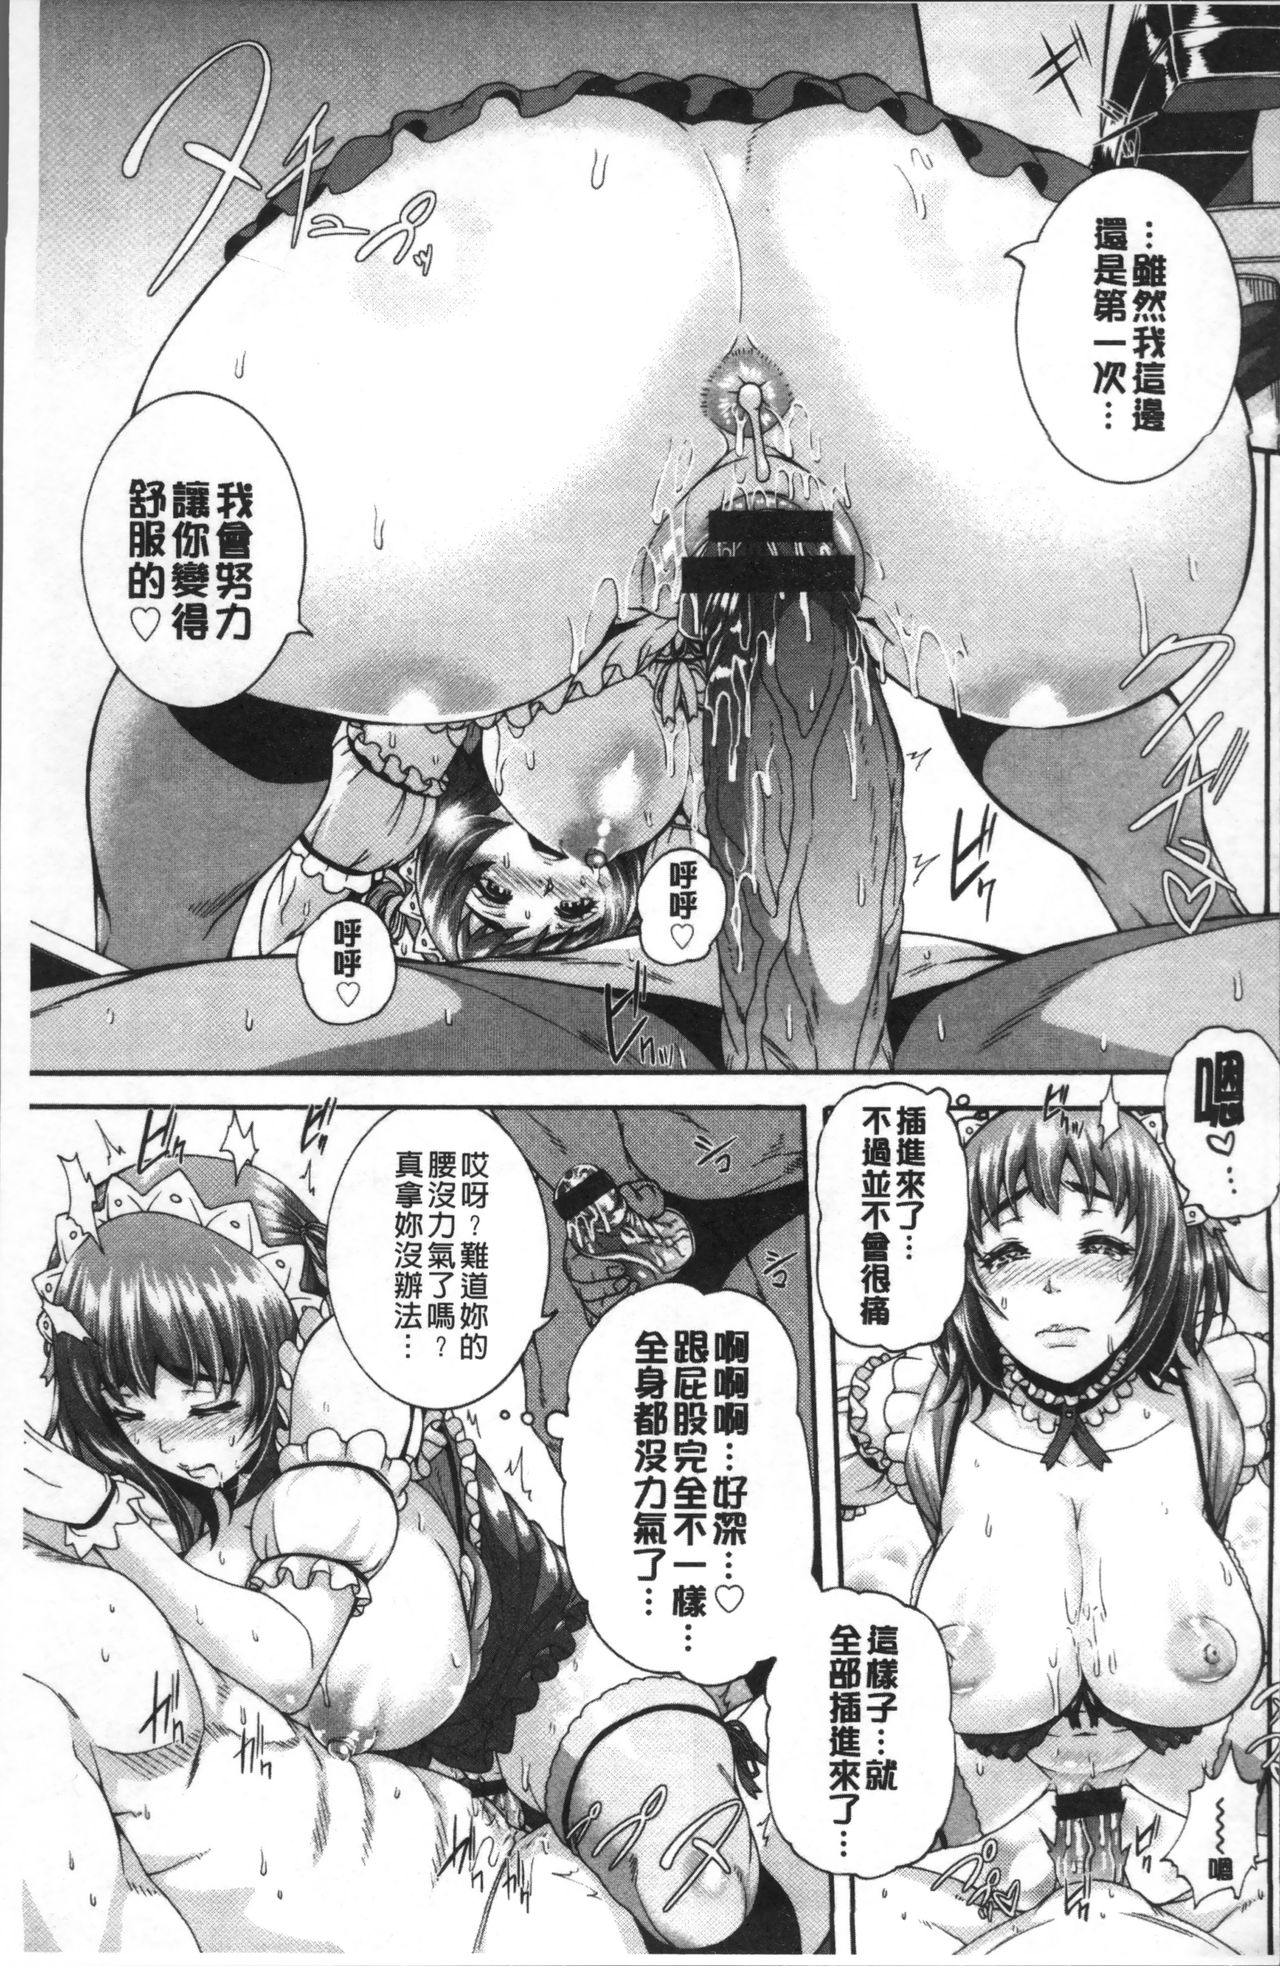 …雖然我這邊
還是第一次…
我會努力
讓你變得
舒服的♡
呼呼♡
呼呼♡
嗯♡…
插進來了…
不過並不會很痛
嗯
這樣子…就
全部插進來了…
啊啊啊…好深…♡
跟屁股完全不一樣…
全身都沒力氣了…
哎呀？難道妳的
腰沒力氣了嗎？
真拿妳沒辦法…